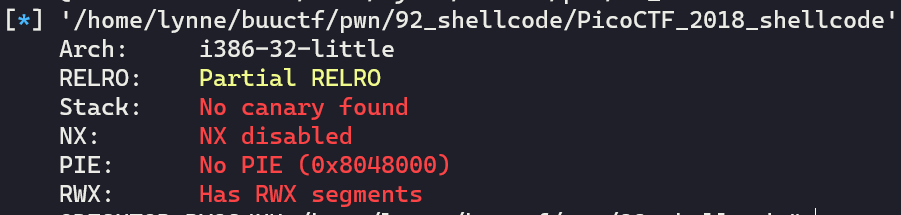 [*] '/home/lynne/buuctf/pwn/92_shellcode/PicoCTF_2018_shellcode'
Arch: i386-32-little
RELRO: Partial RELRO
Stack: No canary found
NX: NX disabled
PIE: No PIE (0x8048000)
RWX: Has RWX segments